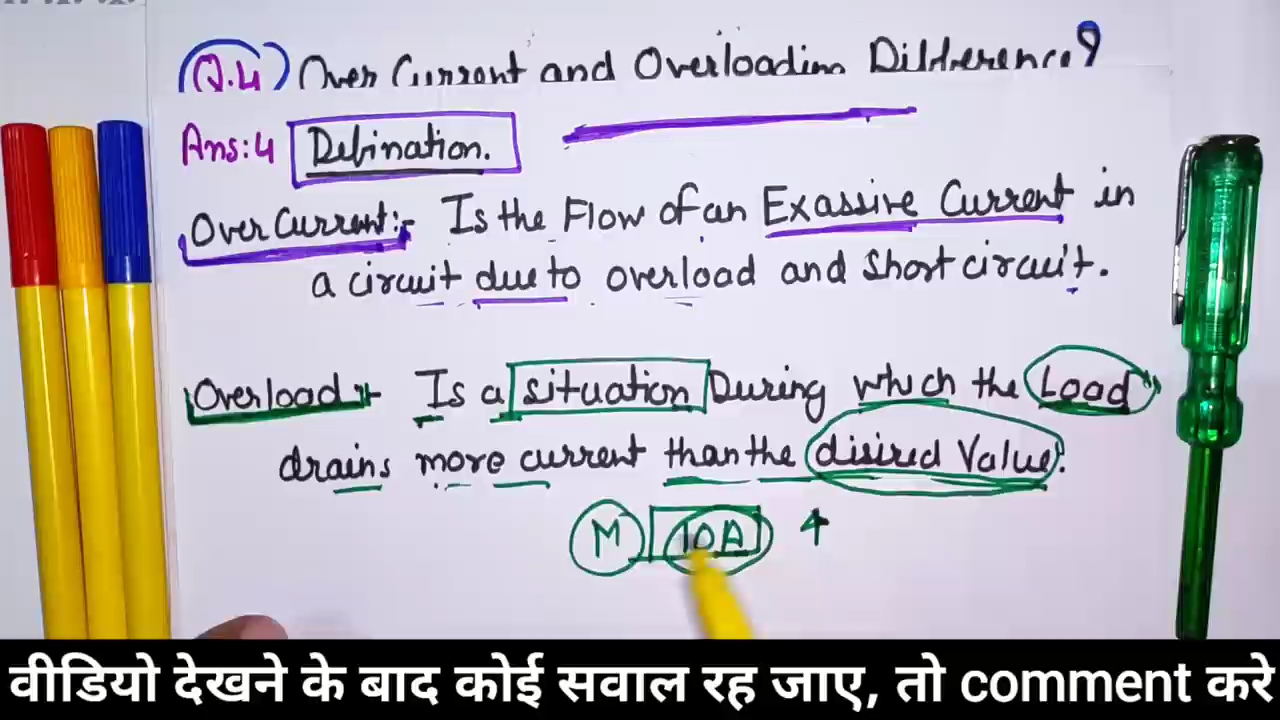 Q.4) Over Current and Overloading Difference?
Ans:4 Defination.
Over Current:- Is the Flow of an Exassive Current in
a circuit due to overload and short circuit.
Overload:- Is a situation During which the Load
drains more current than the disired Value.
M 10A
वीडियो देखने के बाद कोई सवाल रह जाए, तो comment करे